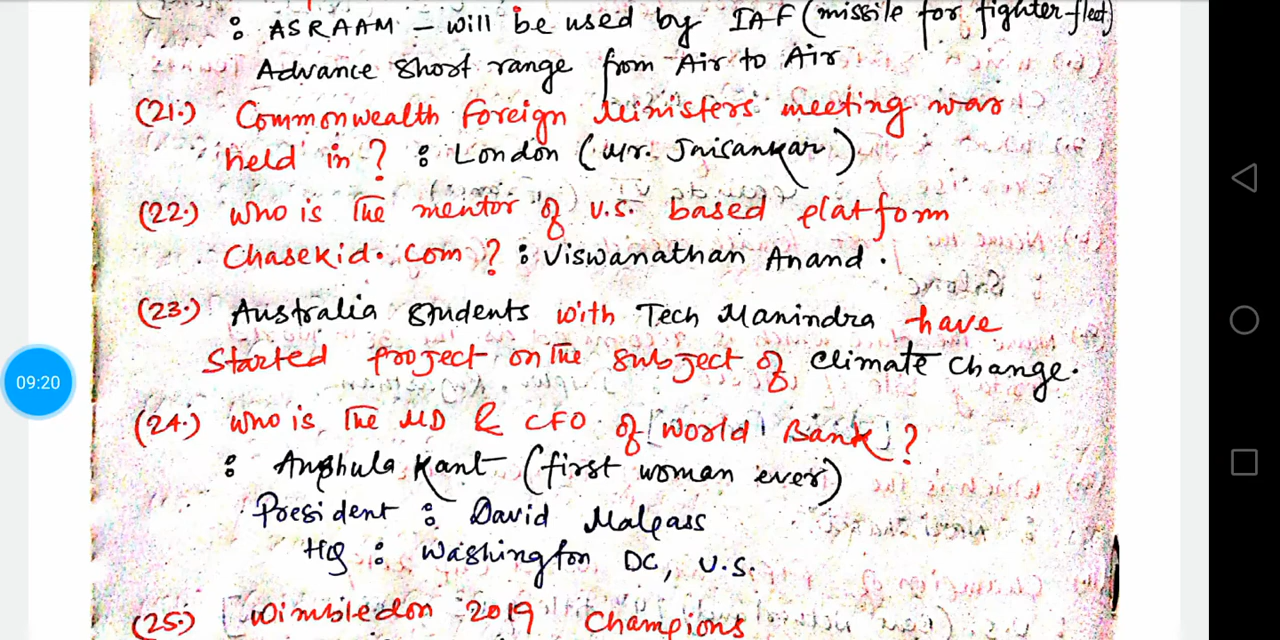 : ASRAAM – will be used by IAF (missile for fighter-fleet)
Advance short range from Air to Air
(21.) Commonwealth Foreign Ministers meeting was
held in ? : London (Mr. Jaisankar)
(22.) Who is The mentor of U.S. based platform
Chasekid. Com ? : Viswanathan Anand .
(23.) Australia students with Tech Manindra have
Started project on The subject of Climate Change.
09:20
(24.) Who is The MD & CFO of World Bank ?
: Anshula Kant (first woman ever)
President : David Malpass
HQ : Washington DC, U.S.
(25.) Wimbledon 2019 Champions